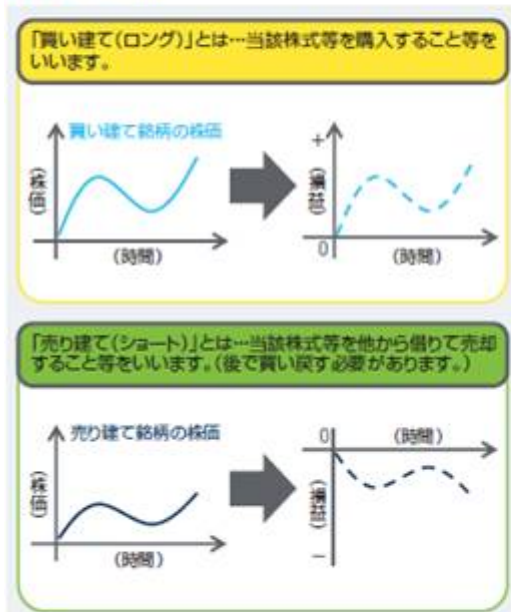 「買い建て(ロング)」とは…当該株式等を購入すること等を
いいます。
買い建て銘柄の株価
(株価)
(時間)
+
(損益)
0
(時間)
「売り建て(ショート)」とは…当該株式等を他から借りて売却
すること等をいいます。(後で買い戻す必要があります。)
売り建て銘柄の株価
(株価)
(時間)
0
(時間)
(損益)
−